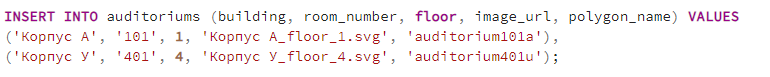 INSERT INTO auditoriums (building, room_number, floor, image_url, polygon_name) VALUES
('Корпус А', '101', 1, 'Корпус А_floor_1.svg', 'auditorium101a'),
('Корпус У', '401', 4, 'Корпус У_floor_4.svg', 'auditorium401u');